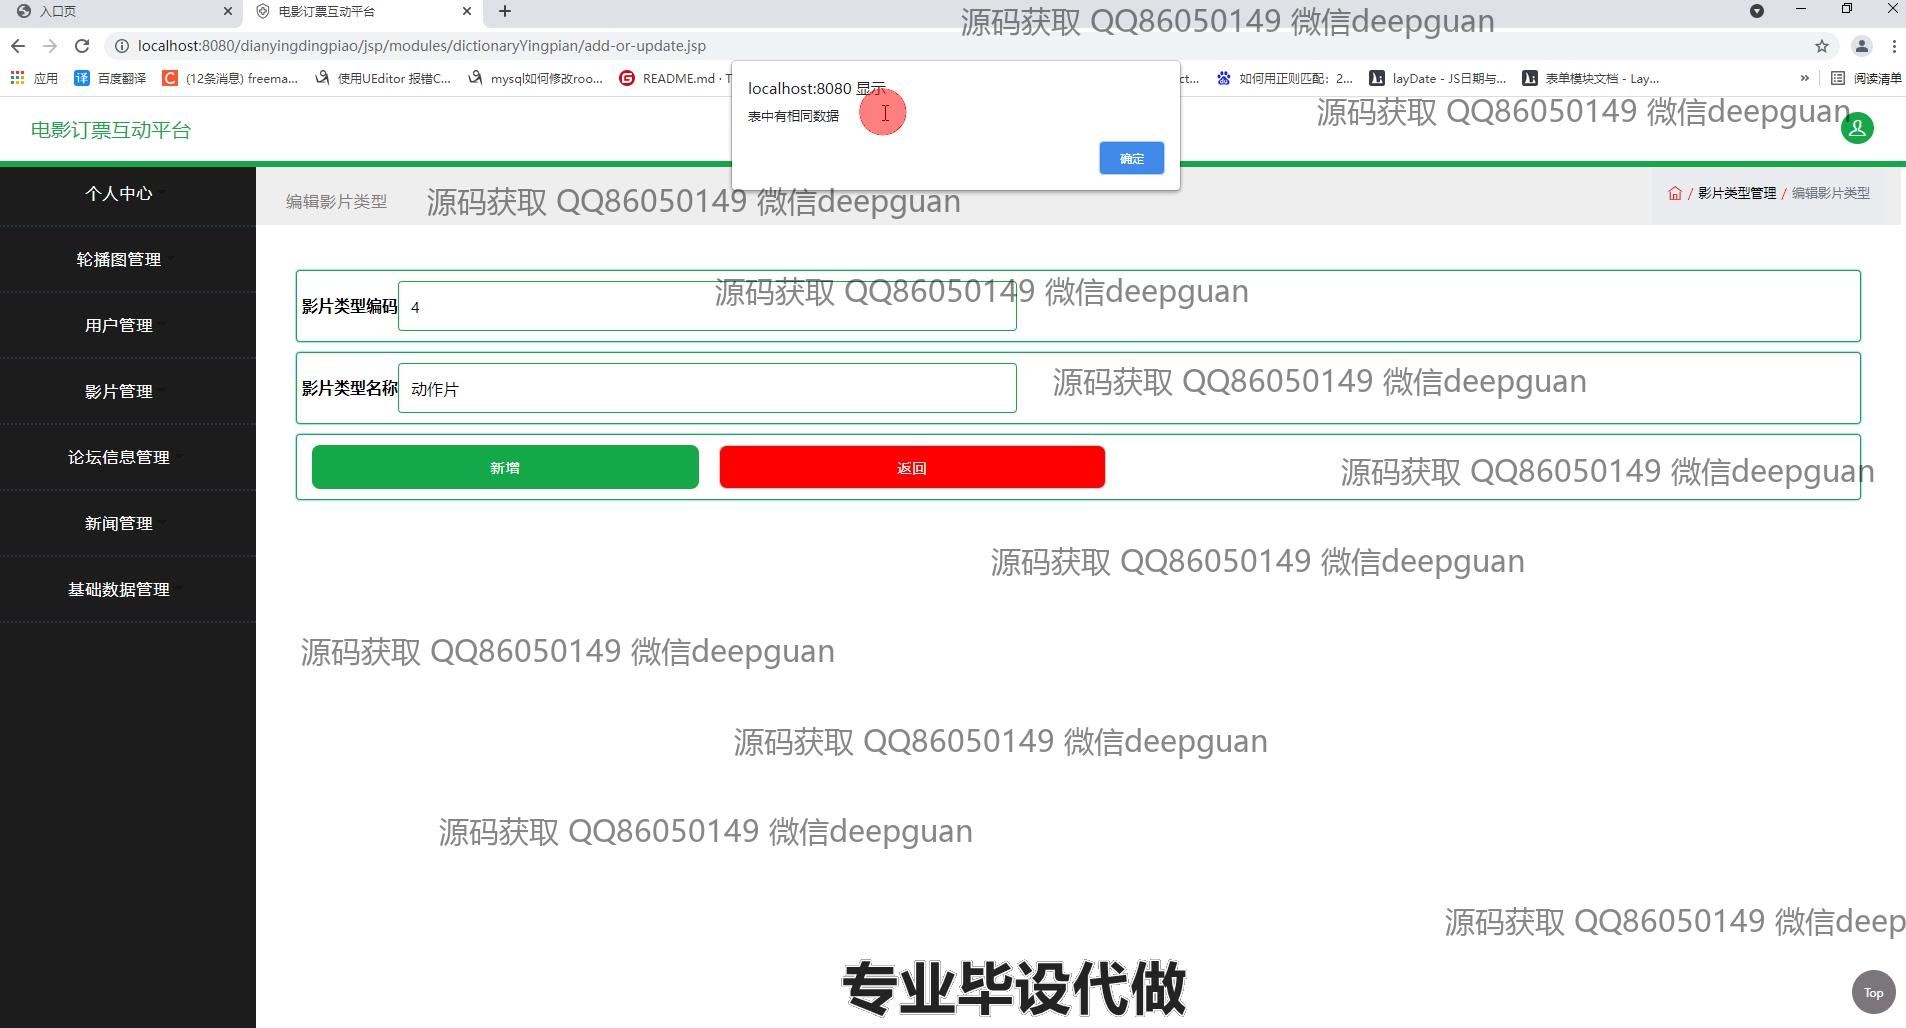 入口页
电影订票互动平台
源码获取 QQ86050149 微信deepguan
localhost:8080/dianyingdingpiao/jsp/modules/dictionaryYingpian/add-or-update.jsp
应用
百度翻译
(12条消息) freema...
使用UEditor 报错C...
mysql如何修改roo...
README.md · T
ct...
如何用正则匹配：2...
layDate - JS日期与...
表单模块文档 - Lay...
»
阅读清单
localhost:8080 显示
表中有相同数据
确定
源码获取 QQ86050149 微信deepguan
电影订票互动平台
个人中心
轮播图管理
用户管理
影片管理
论坛信息管理
新闻管理
基础数据管理
编辑影片类型
源码获取 QQ86050149 微信deepguan
/ 影片类型管理 / 编辑影片类型
源码获取 QQ86050149 微信deepguan
影片类型编码 4
源码获取 QQ86050149 微信deepguan
影片类型名称 动作片
新增
返回
源码获取 QQ86050149 微信deepguan
源码获取 QQ86050149 微信deepguan
源码获取 QQ86050149 微信deepguan
源码获取 QQ86050149 微信deepguan
源码获取 QQ86050149 微信deepguan
源码获取 QQ86050149 微信deep
专业毕设代做
Top